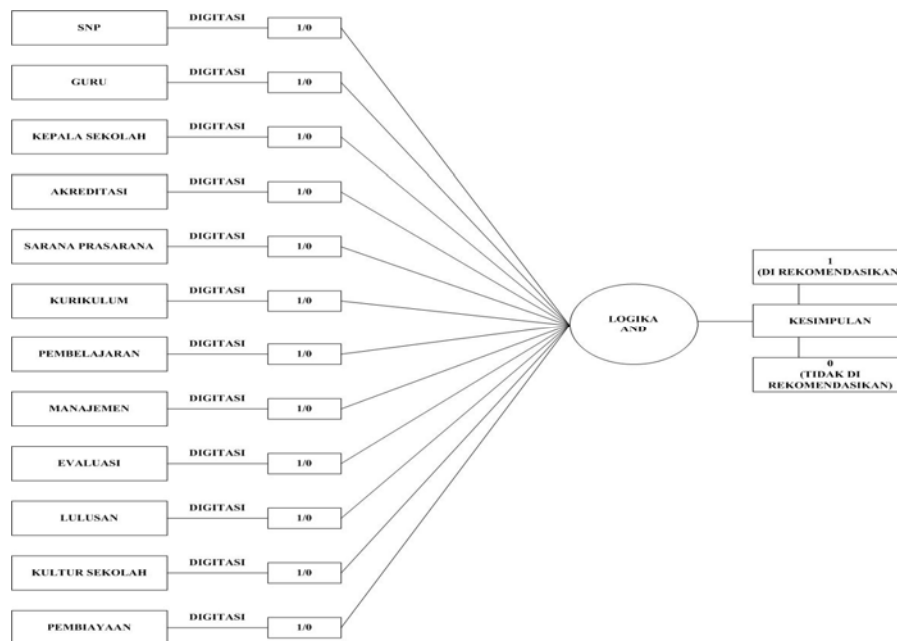 SNP DIGITASI 1/0
GURU DIGITASI 1/0
KEPALA SEKOLAH DIGITASI 1/0
AKREDITASI DIGITASI 1/0
SARANA PRASARANA DIGITASI 1/0
KURIKULUM DIGITASI 1/0
PEMBELAJARAN DIGITASI 1/0
MANAJEMEN DIGITASI 1/0
EVALUASI DIGITASI 1/0
LULUSAN DIGITASI 1/0
KULTUR SEKOLAH DIGITASI 1/0
PEMBIAYAAN DIGITASI 1/0
LOGIKA
AND
1
(DI REKOMENDASIKAN
KESIMPULAN
0
(TIDAK DI
REKOMENDASIKAN)